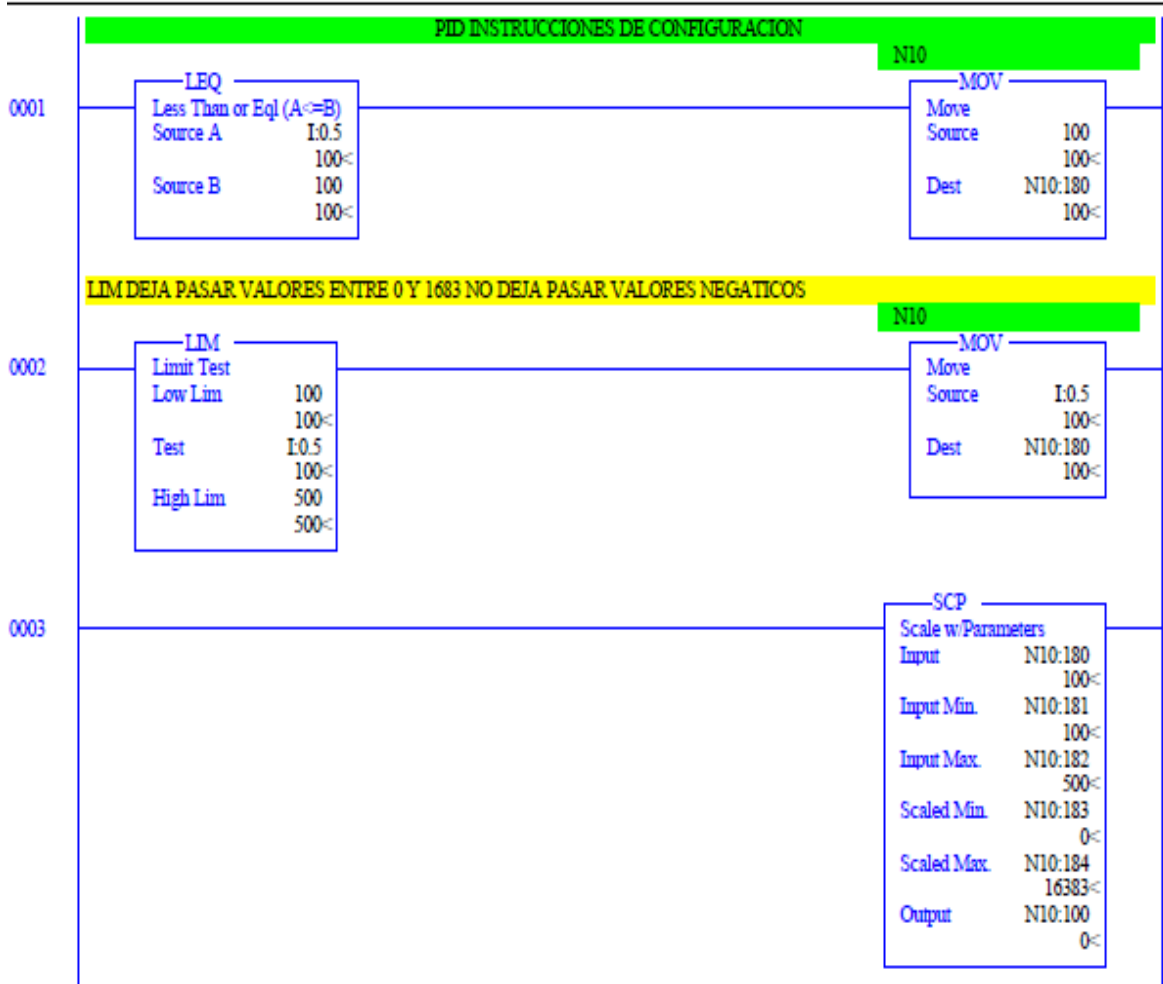 PID INSTRUCCIONES DE CONFIGURACION
N10
0001
LEQ
Less Than or Eql (A<=B)
Source A I:0.5
100<
Source B 100
100<
MOV
Move
Source 100
100<
Dest N10:180
100<
LIM DEJA PASAR VALORES ENTRE 0 Y 1683 NO DEJA PASAR VALORES NEGATICOS
N10
0002
LIM
Limit Test
Low Lim 100
100<
Test I:0.5
100<
High Lim 500
500<
MOV
Move
Source I:0.5
100<
Dest N10:180
100<
0003
SCP
Scale w/Parameters
Input N10:180
100<
Input Min. N10:181
100<
Input Max. N10:182
500<
Scaled Min. N10:183
0<
Scaled Max. N10:184
16383<
Output N10:100
0<